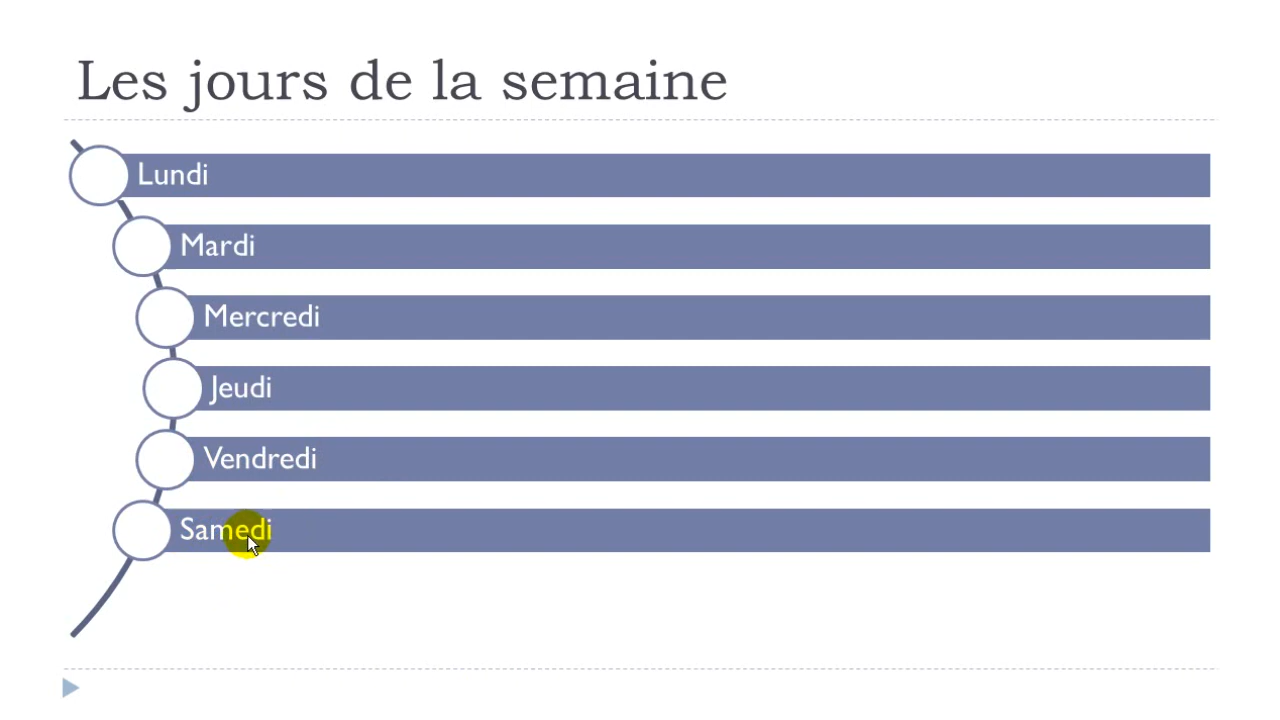 Les jours de la semaine
Lundi
Mardi
Mercredi
Jeudi
Vendredi
Samedi